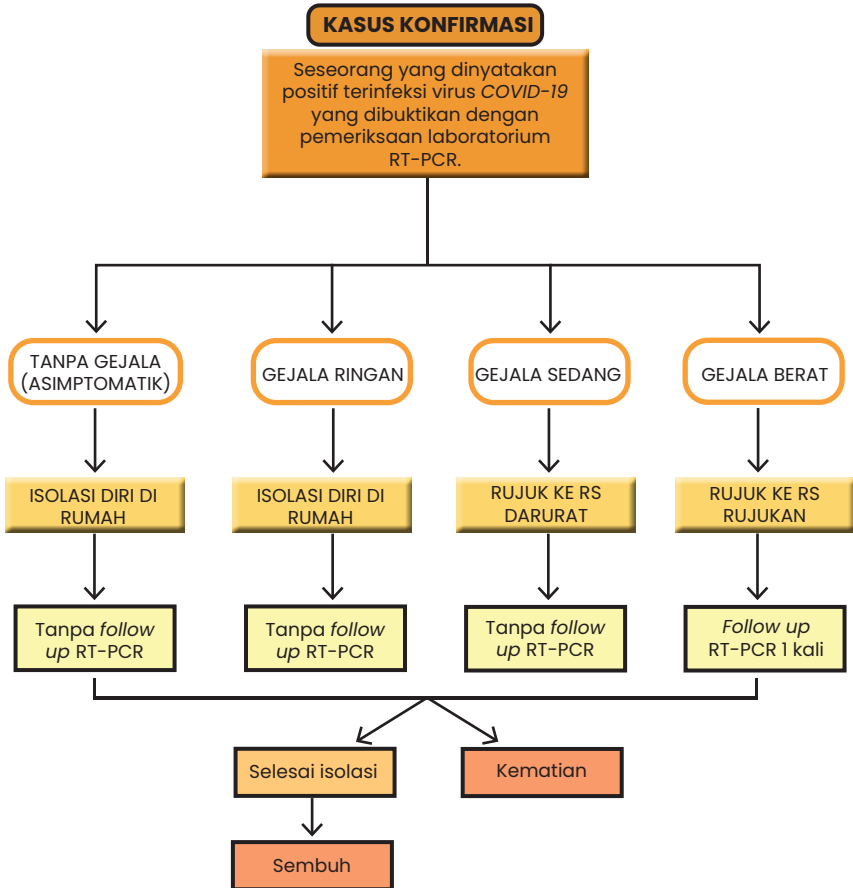 KASUS KONFIRMASI
Seseorang yang dinyatakan
positif terinfeksi virus COVID-19
yang dibuktikan dengan
pemeriksaan laboratorium
RT-PCR.
TANPA GEJALA
(ASIMPTOMATIK)
GEJALA RINGAN
GEJALA SEDANG
GEJALA BERAT
ISOLASI DIRI DI
RUMAH
ISOLASI DIRI DI
RUMAH
RUJUK KE RS
DARURAT
RUJUK KE RS
RUJUKAN
Tanpa follow
up RT-PCR
Tanpa follow
up RT-PCR
Tanpa follow
up RT-PCR
Follow up
RT-PCR 1 kali
Selesai isolasi
Kematian
Sembuh